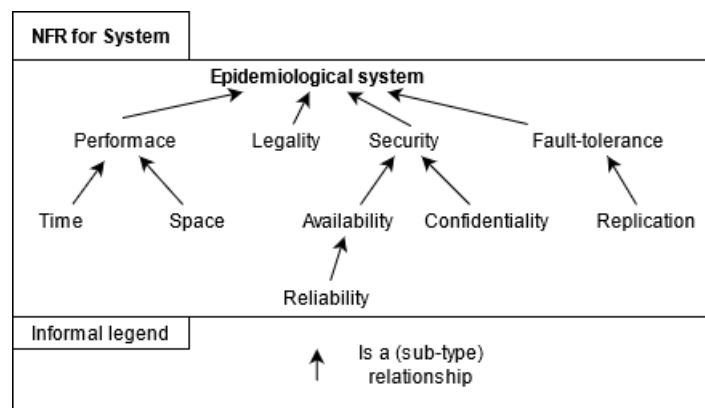 NFR for System
Epidemiological system
Performace Legality Security Fault-tolerance
Time Space Availability Confidentiality Replication
Reliability
Informal legend
Is a (sub-type)
relationship